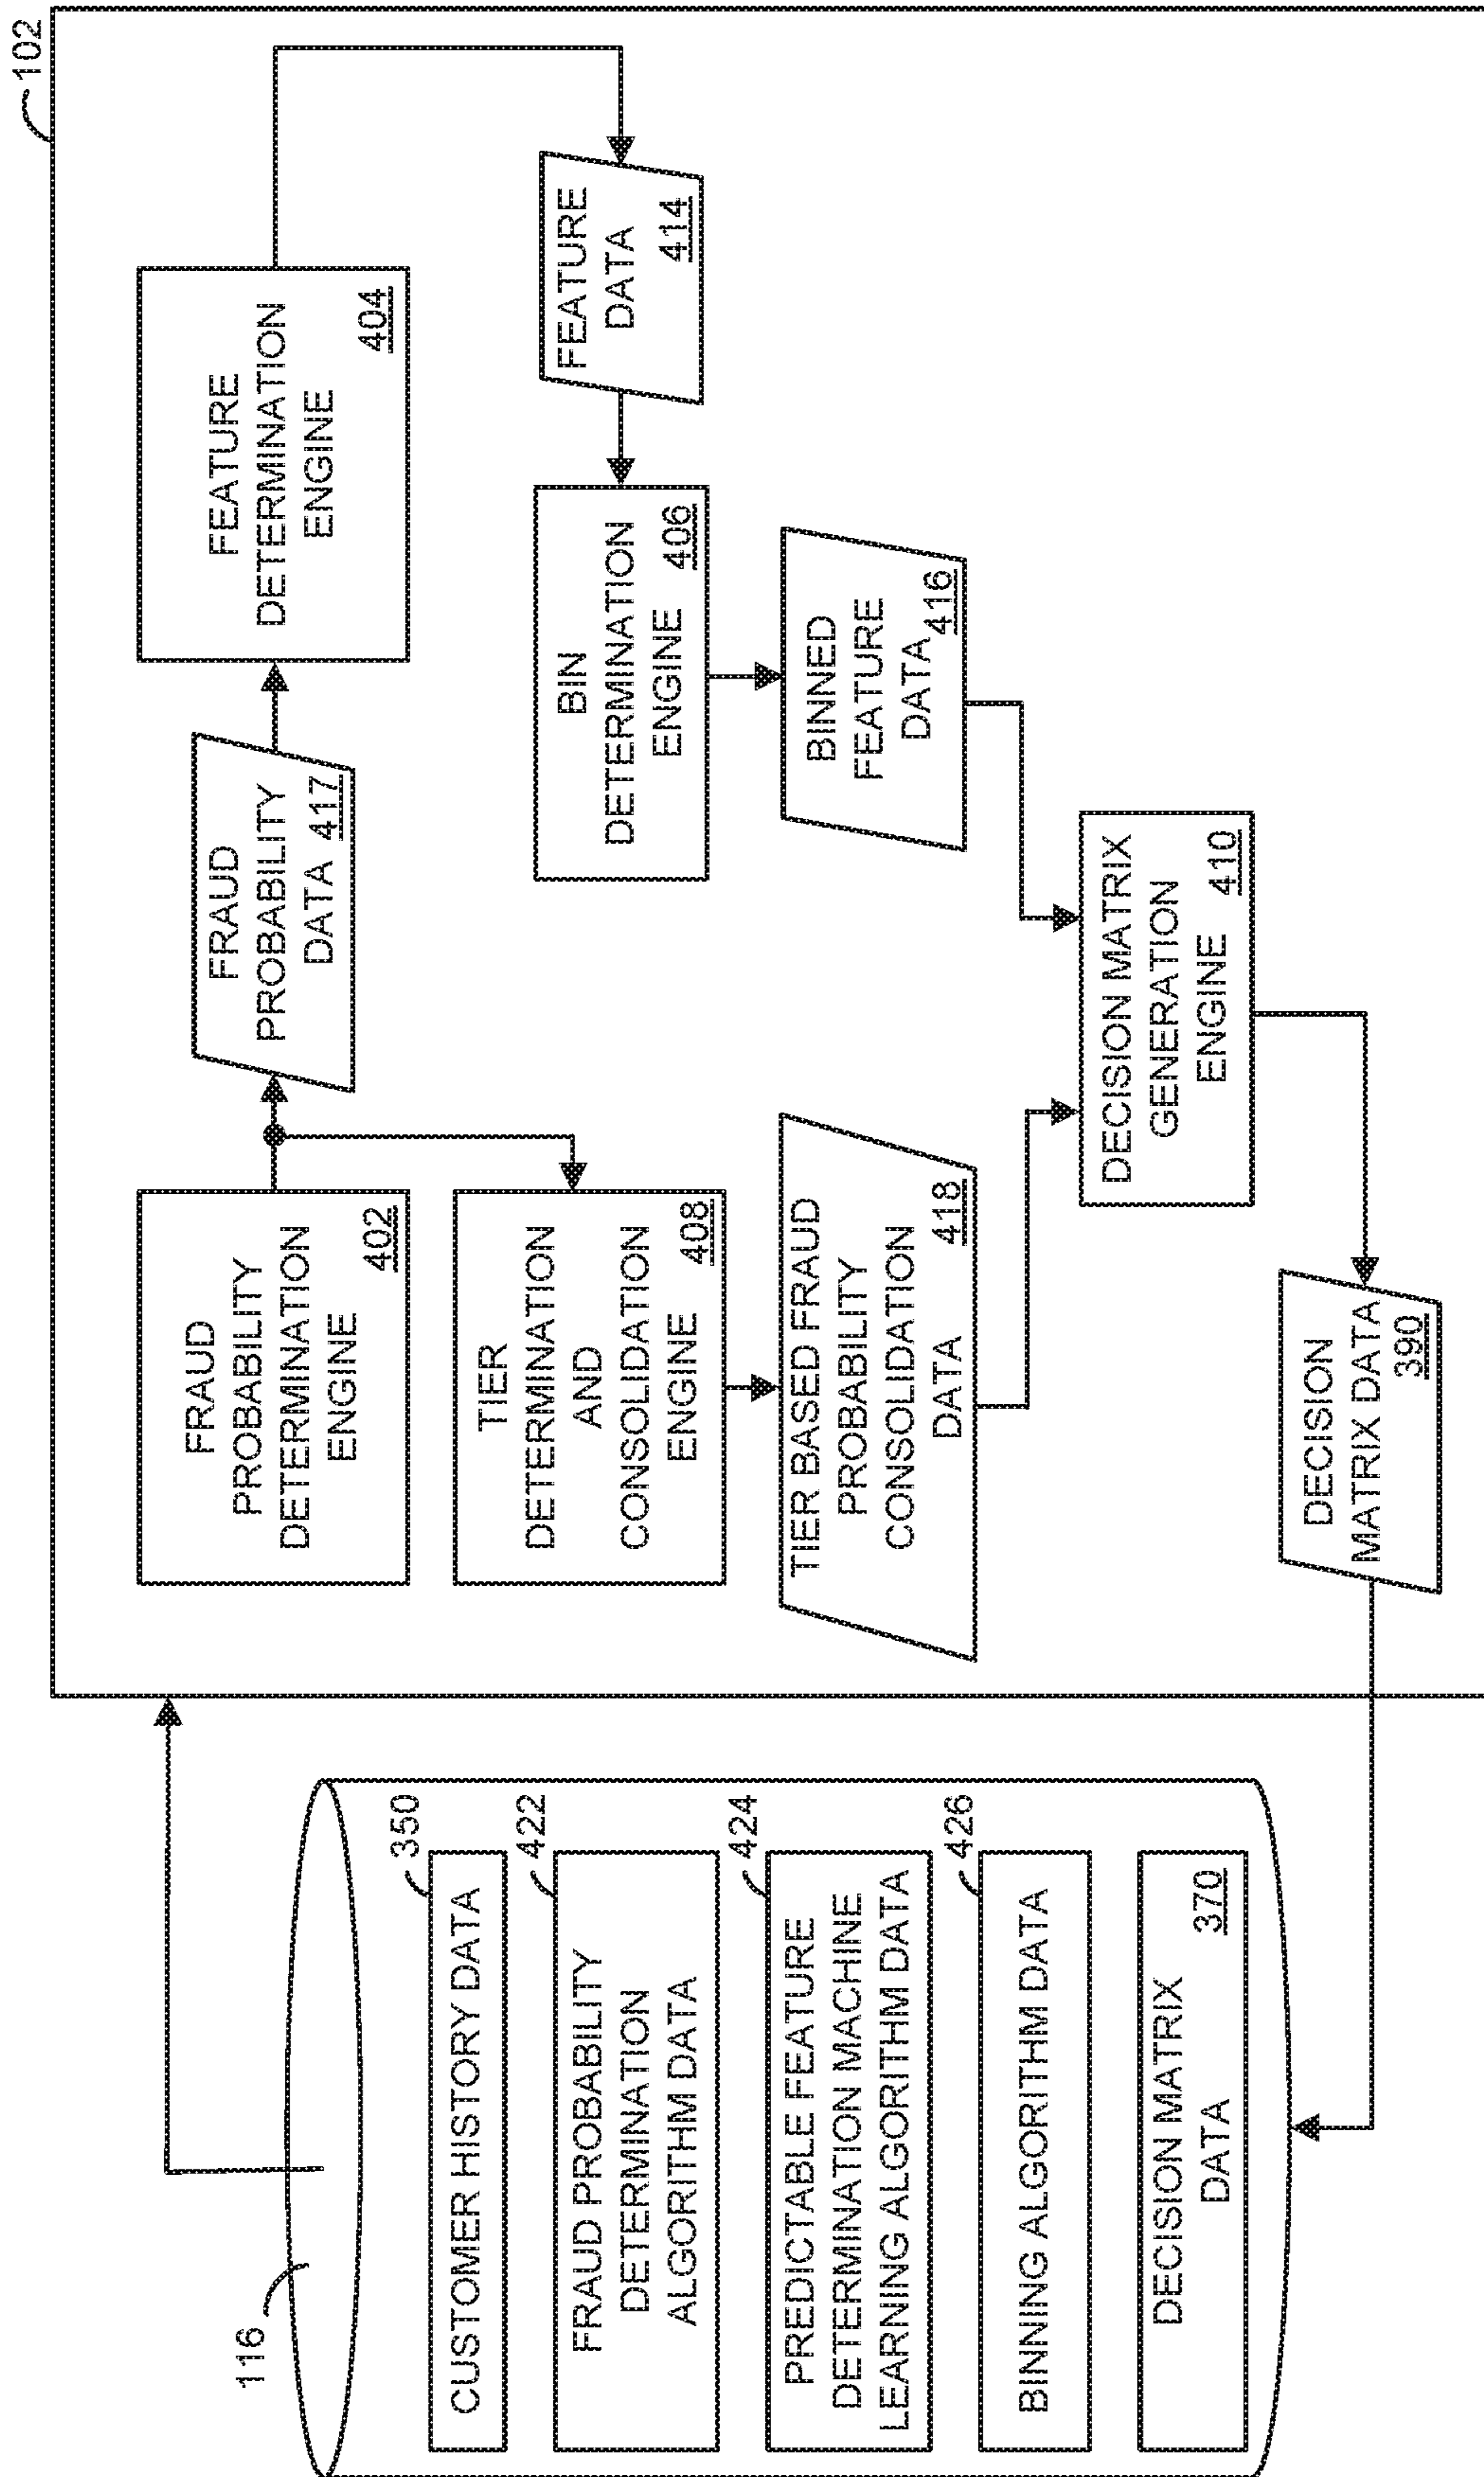 116
CUSTOMER HISTORY DATA
350
FRAUD PROBABILITY
DETERMINATION
ALGORITHM DATA
422
PREDICTABLE FEATURE
DETERMINATION MACHINE
LEARNING ALGORITHM DATA
424
BINNING ALGORITHM DATA
426
DECISION MATRIX
DATA
370
102
FRAUD
PROBABILITY
DETERMINATION
ENGINE
402
FRAUD
PROBABILITY
DATA 417
FEATURE
DETERMINATION
ENGINE
404
TIER
DETERMINATION
AND
CONSOLIDATION
ENGINE
408
FEATURE
DATA
414
BIN
DETERMINATION
ENGINE 406
TIER BASED FRAUD
PROBABILITY
CONSOLIDATION
DATA
418
BINNED
FEATURE
DATA 416
DECISION MATRIX
GENERATION
ENGINE 410
DECISION
MATRIX DATA
390